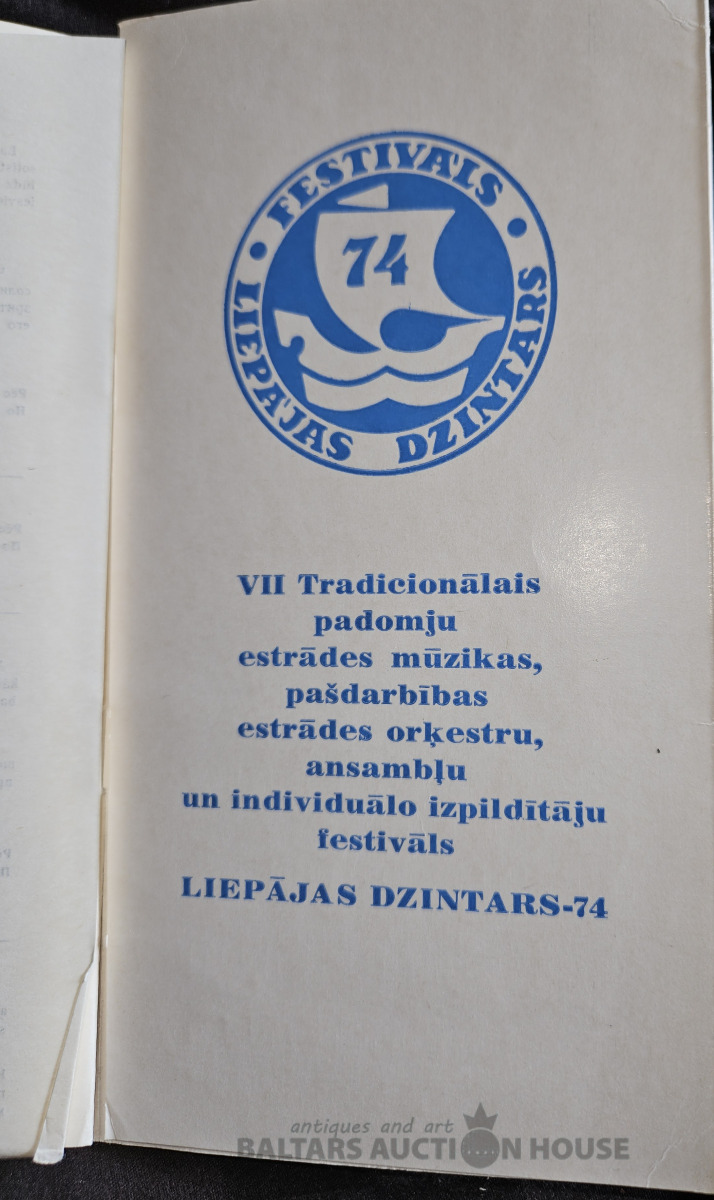 FESTIVĀLS
74
LIEPĀJAS DZINTARS
VII Tradicionālais
padomju
estrādes mūzikas,
pašdarbības
estrādes orķestru,
ansambļu
un individuālo izpildītāju
festivāls
LIEPĀJAS DZINTARS-74
antiques and art
BALTARS AUCTION HOUSE